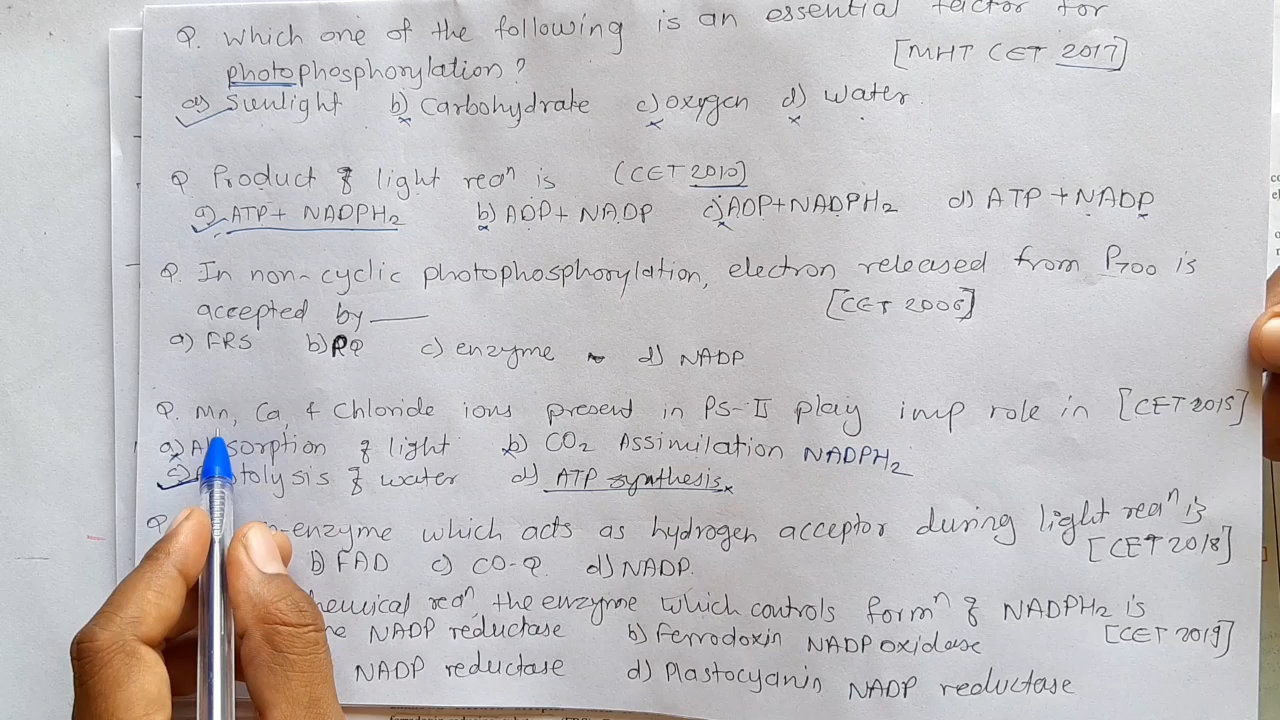 Q. Which one of the following is an essential factor for
photophosphorylation? [MHT CET 2017]
a) Sunlight b) Carbohydrate c) oxygen d) water
Q Product of light reaⁿ is (CET 2010)
a) ATP + NADPH₂ b) ADP + NADP c) ADP + NADPH₂ d) ATP + NADP
Q. In non-cyclic photophosphorylation, electron released from P700 is
accepted by — [CET 2006]
a) FRS b) PQ c) enzyme d) NADP
Q. Mn, Ca, & Chloride ions present in PS-II play imp role in [CET 2015]
a) Absorption of light b) CO₂ Assimilation NADPH₂
c) Photolysis of water d) ATP synthesis
Q. -enzyme which acts as hydrogen acceptor during light reaⁿ is
b) FAD c) CO-Q. d) NADP. [CET 2018]
reaⁿ, the enzyme which controls formⁿ of NADPH₂ is
NADP reductase b) Ferrodoxin NADP oxidase [CET 2019]
NADP reductase d) Plastocyanin NADP reductase